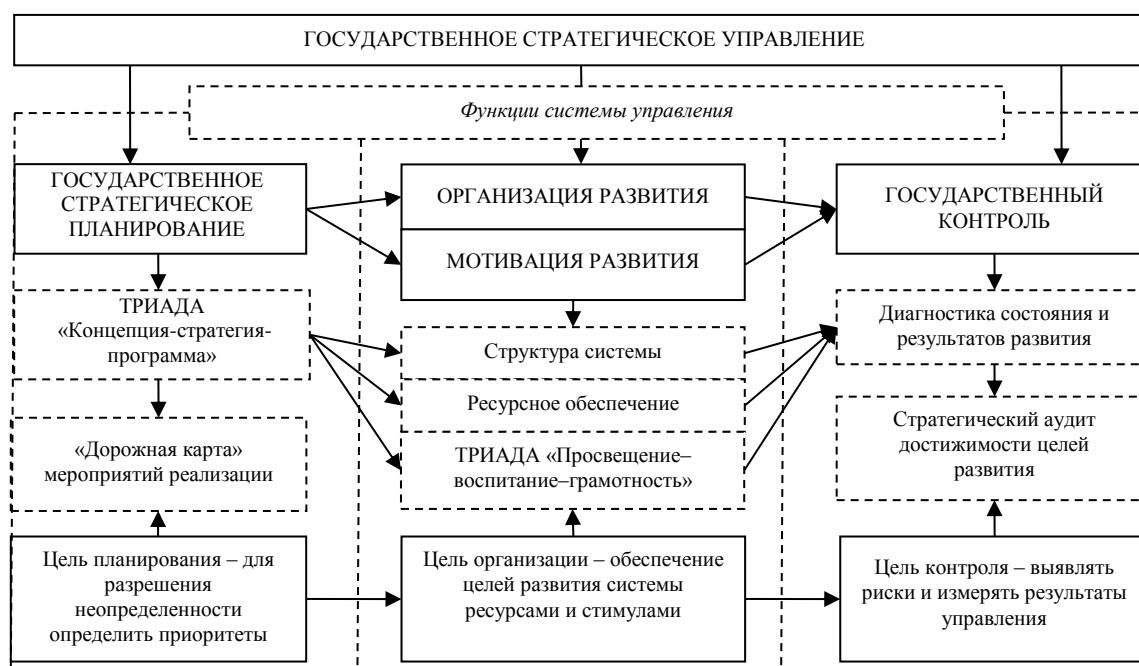 ГОСУДАРСТВЕННОЕ СТРАТЕГИЧЕСКОЕ УПРАВЛЕНИЕ
Функции системы управления
ГОСУДАРСТВЕННОЕ
СТРАТЕГИЧЕСКОЕ
ПЛАНИРОВАНИЕ
ОРГАНИЗАЦИЯ РАЗВИТИЯ
МОТИВАЦИЯ РАЗВИТИЯ
ГОСУДАРСТВЕННЫЙ
КОНТРОЛЬ
ТРИАДА
«Концепция-стратегия-
программа»
Структура системы
Ресурсное обеспечение
ТРИАДА «Просвещение–
воспитание–грамотность»
Диагностика состояния и
результатов развития
«Дорожная карта»
мероприятий реализации
Стратегический аудит
достижимости целей
развития
Цель планирования – для
разрешения
неопределенности
определить приоритеты
Цель организации – обеспечение
целей развития системы
ресурсами и стимулами
Цель контроля – выявлять
риски и измерять результаты
управления